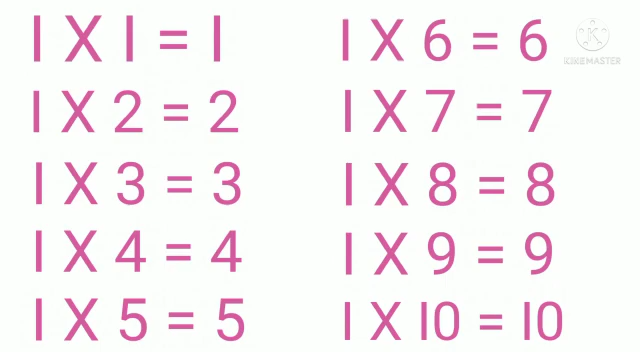 1 X 1 = 1
1 X 2 = 2
1 X 3 = 3
1 X 4 = 4
1 X 5 = 5
1 X 6 = 6
1 X 7 = 7
1 X 8 = 8
1 X 9 = 9
1 X 10 = 10
K
KINEMASTER